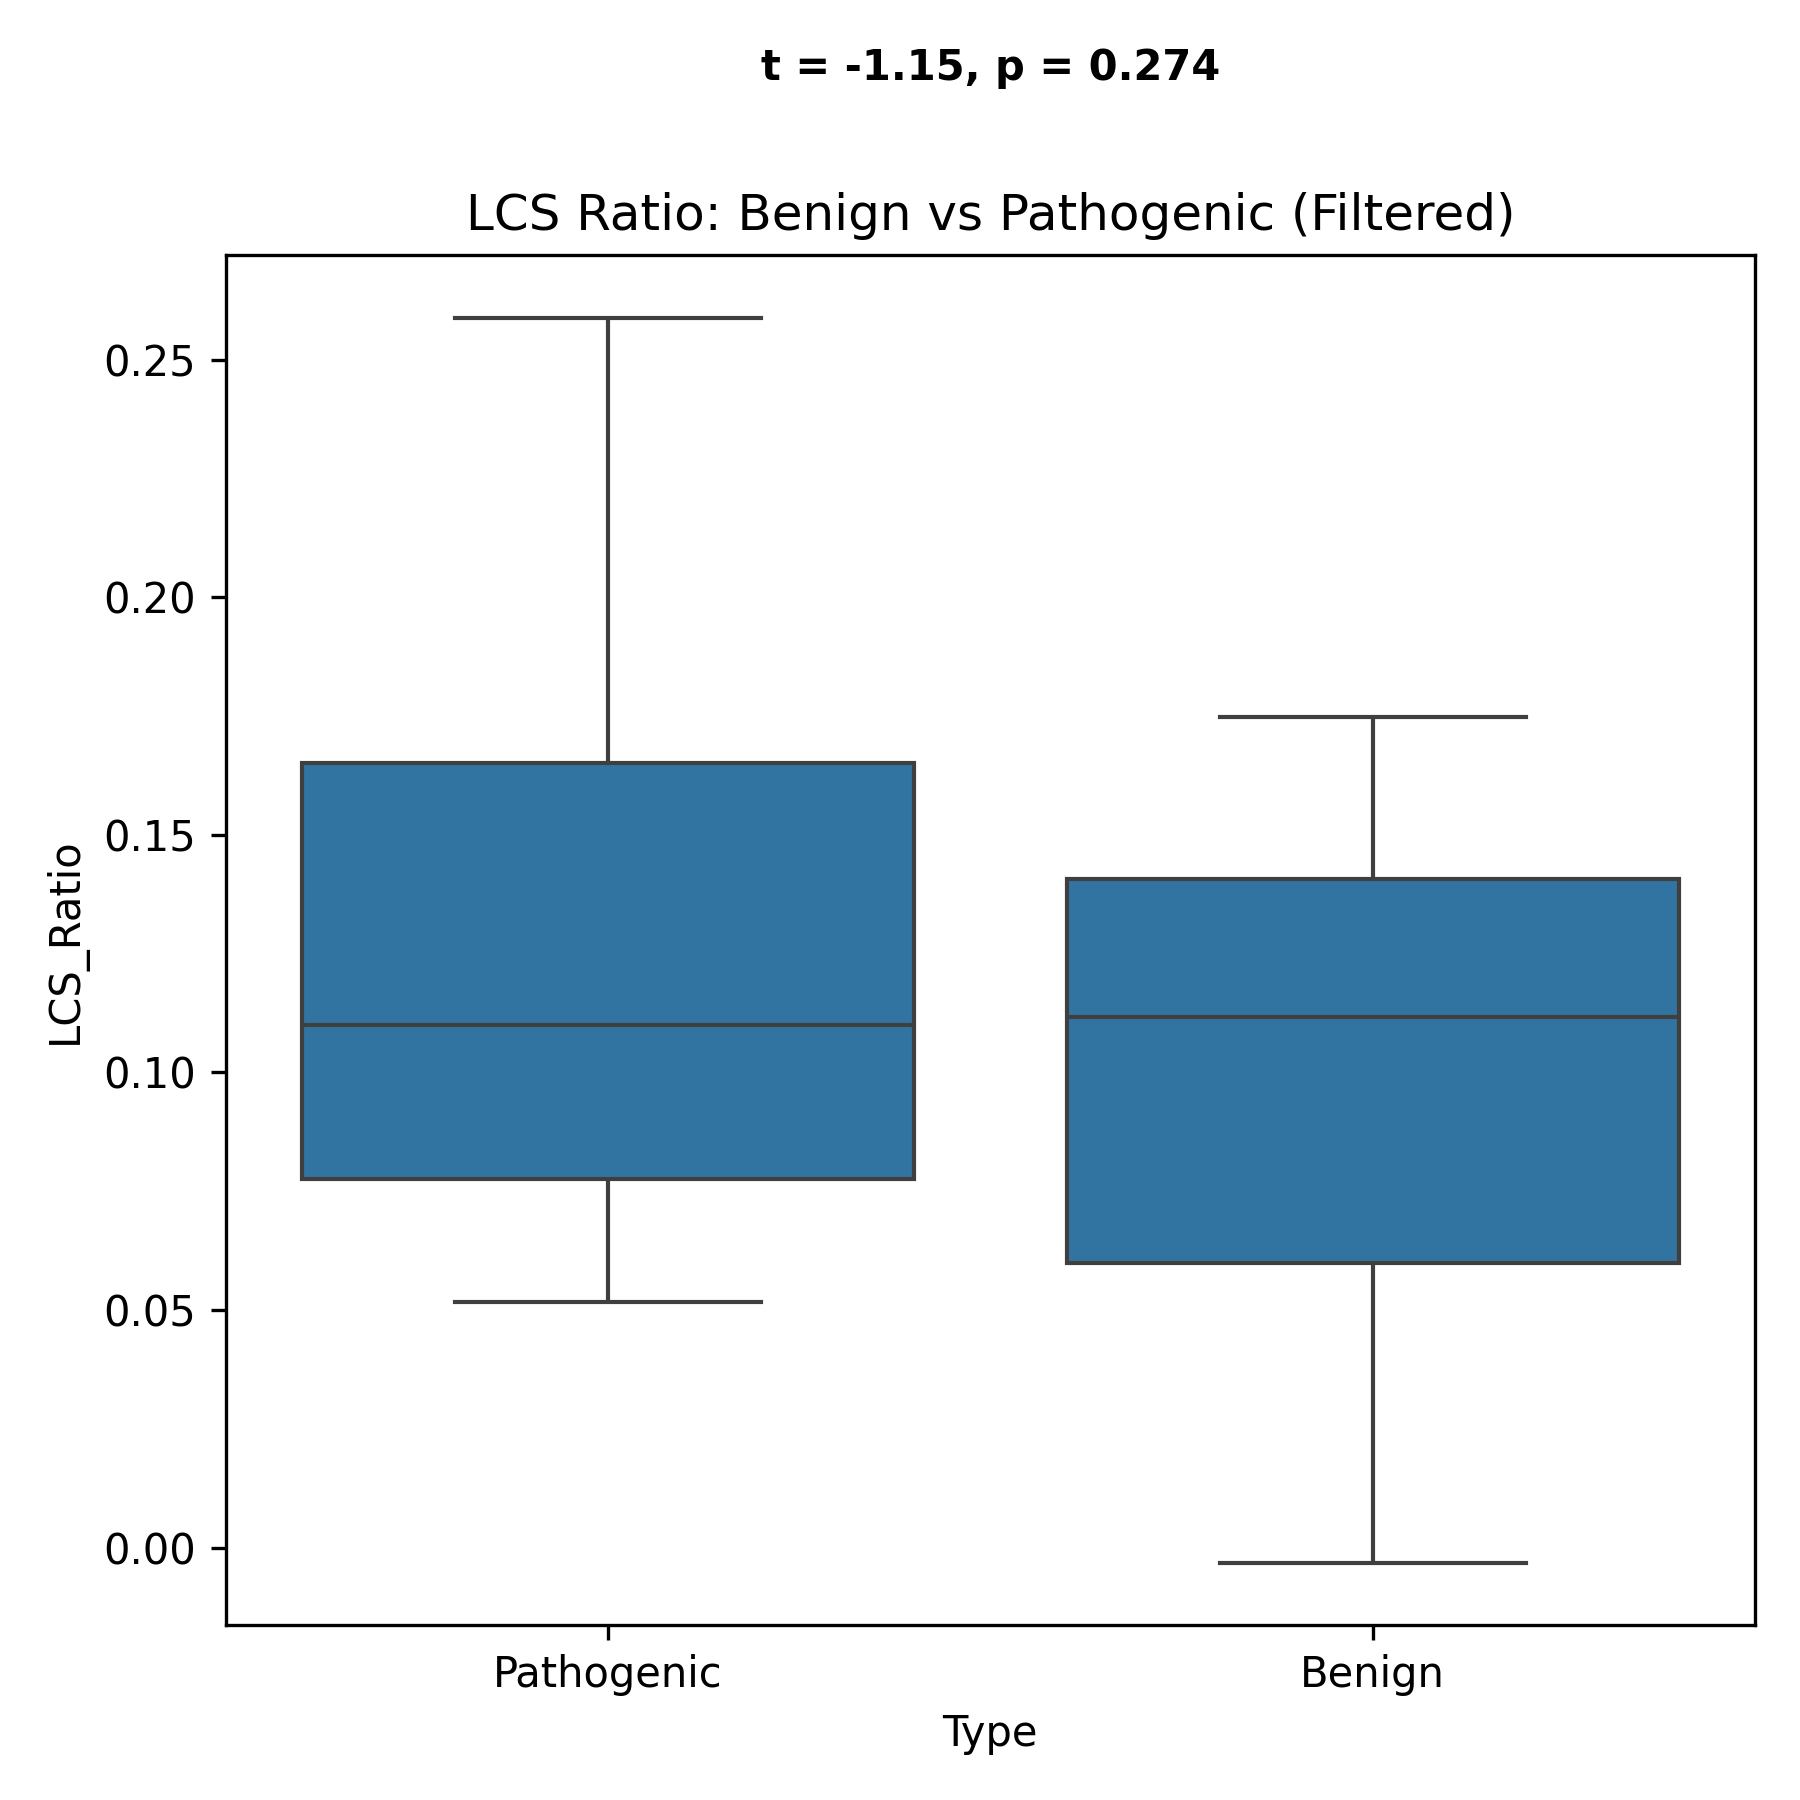 t = -1.15, p = 0.274
LCS Ratio: Benign vs Pathogenic (Filtered)
LCS_Ratio
0.25
0.20
0.15
0.10
0.05
0.00
Pathogenic Benign
Type